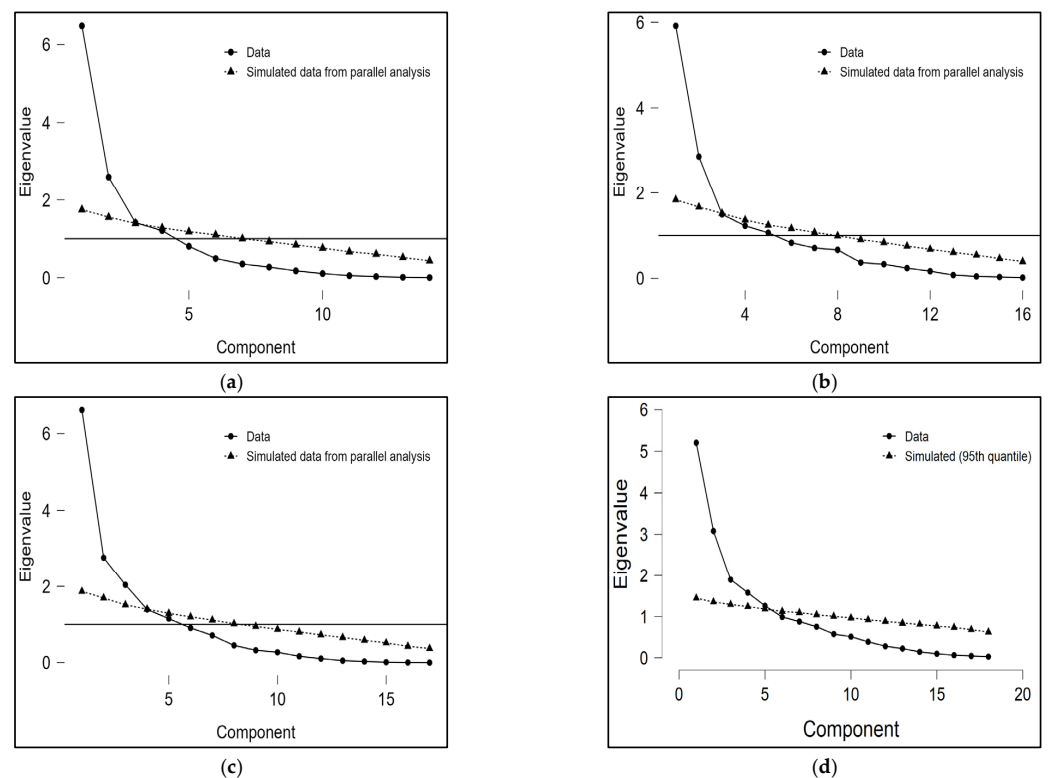 6
4
2
0
Eigenvalue
Data
Simulated data from parallel analysis
5
10
Component
(a)
6
4
2
0
Eigenvalue
Data
Simulated data from parallel analysis
4
8
12
16
Component
(b)
6
4
2
0
Eigenvalue
Data
Simulated data from parallel analysis
5
10
15
Component
(c)
6
5
4
3
2
1
0
Eigenvalue
Data
Simulated (95th quantile)
0
5
10
15
20
Component
(d)